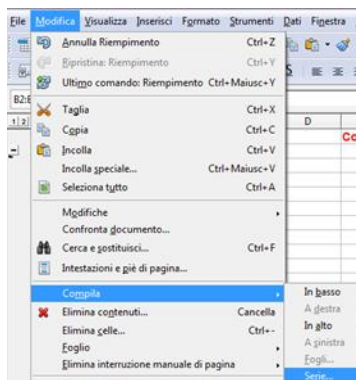 File Modifica Visualizza Inserisci Formato Strumenti Dati Finestra
Annulla Riempimento Ctrl+Z
Ripristina: Riempimento Ctrl+Y
Ultimo comando: Riempimento Ctrl+Maiusc+Y
B2:E
Taglia Ctrl+X
1 2 D
Copia Ctrl+C
Co
Incolla Ctrl+V
Incolla speciale... Ctrl+Maiusc+V
Seleziona tutto Ctrl+A
Modifiche
Confronta documento...
Cerca e sostituisci... Ctrl+F
Intestazioni e piè di pagina...
Compila In basso
Elimina contenuti... Cancella A destra
Elimina celle... Ctrl+- In alto
Foglio A sinistra
Elimina interruzione manuale di pagina Fogli...
Serie...